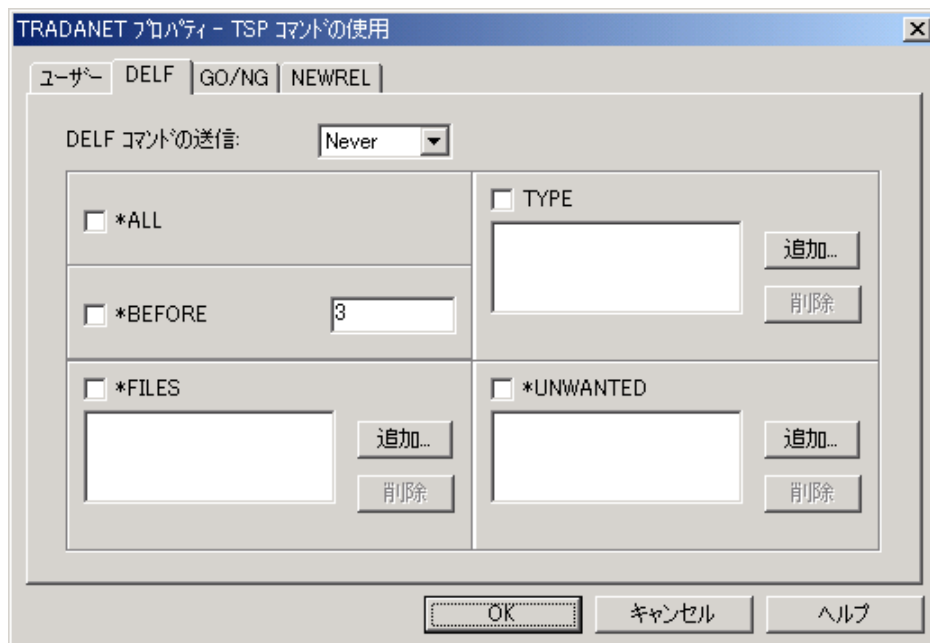 TRADANET プロパティ - TSP コマンドの使用
ユーザー DELF GO/NG NEWREL
DELF コマンドの送信: Never
*ALL
*BEFORE 3
TYPE
追加...
削除
*FILES
追加...
削除
*UNWANTED
追加...
削除
OK キャンセル ヘルプ